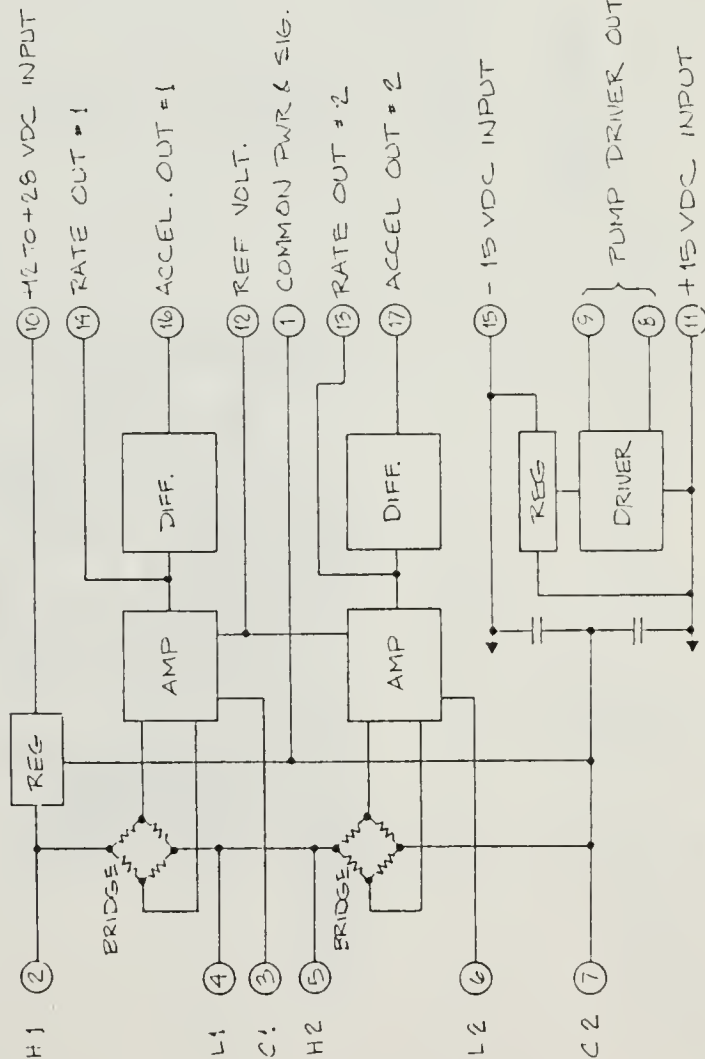 H1 ②
L1 ④
C1 ③
H2 ⑤
L2 ⑥
C2 ⑦
REG
BRIDGE
AMP
DIFF.
BRIDGE
AMP
DIFF.
REG
DRIVER
⑩ +12 TO +28 VDC INPUT
⑭ RATE OUT #1
⑯ ACCEL. OUT #1
⑫ REF VOLT.
① COMMON PWR & SIG.
⑬ RATE OUT #2
⑰ ACCEL OUT #2
⑮ -15 VDC INPUT
⑨
⑧
PUMP DRIVER OUT
⑪ +15 VDC INPUT